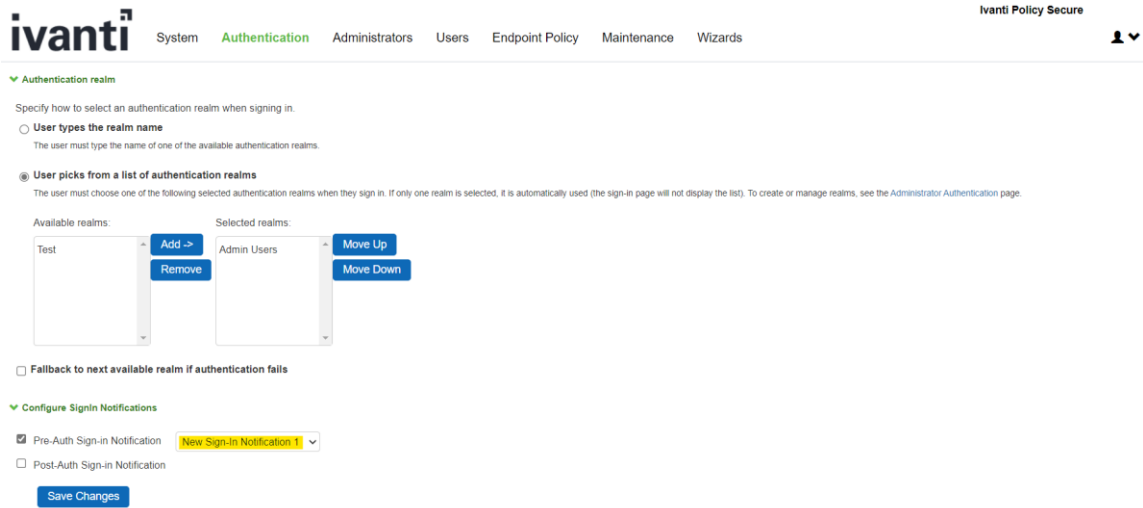 Ivanti Policy Secure
ivanti
System Authentication Administrators Users Endpoint Policy Maintenance Wizards
Authentication realm
Specify how to select an authentication realm when signing in.
User types the realm name
The user must type the name of one of the available authentication realms.
User picks from a list of authentication realms
The user must choose one of the following selected authentication realms when they sign in. If only one realm is selected, it is automatically used (the sign-in page will not display the list). To create or manage realms, see the Administrator Authentication page.
Available realms: Selected realms:
Test Add -> Admin Users Move Up
Remove Move Down
Fallback to next available realm if authentication fails
Configure SignIn Notifications
Pre-Auth Sign-in Notification New Sign-In Notification 1
Post-Auth Sign-in Notification
Save Changes